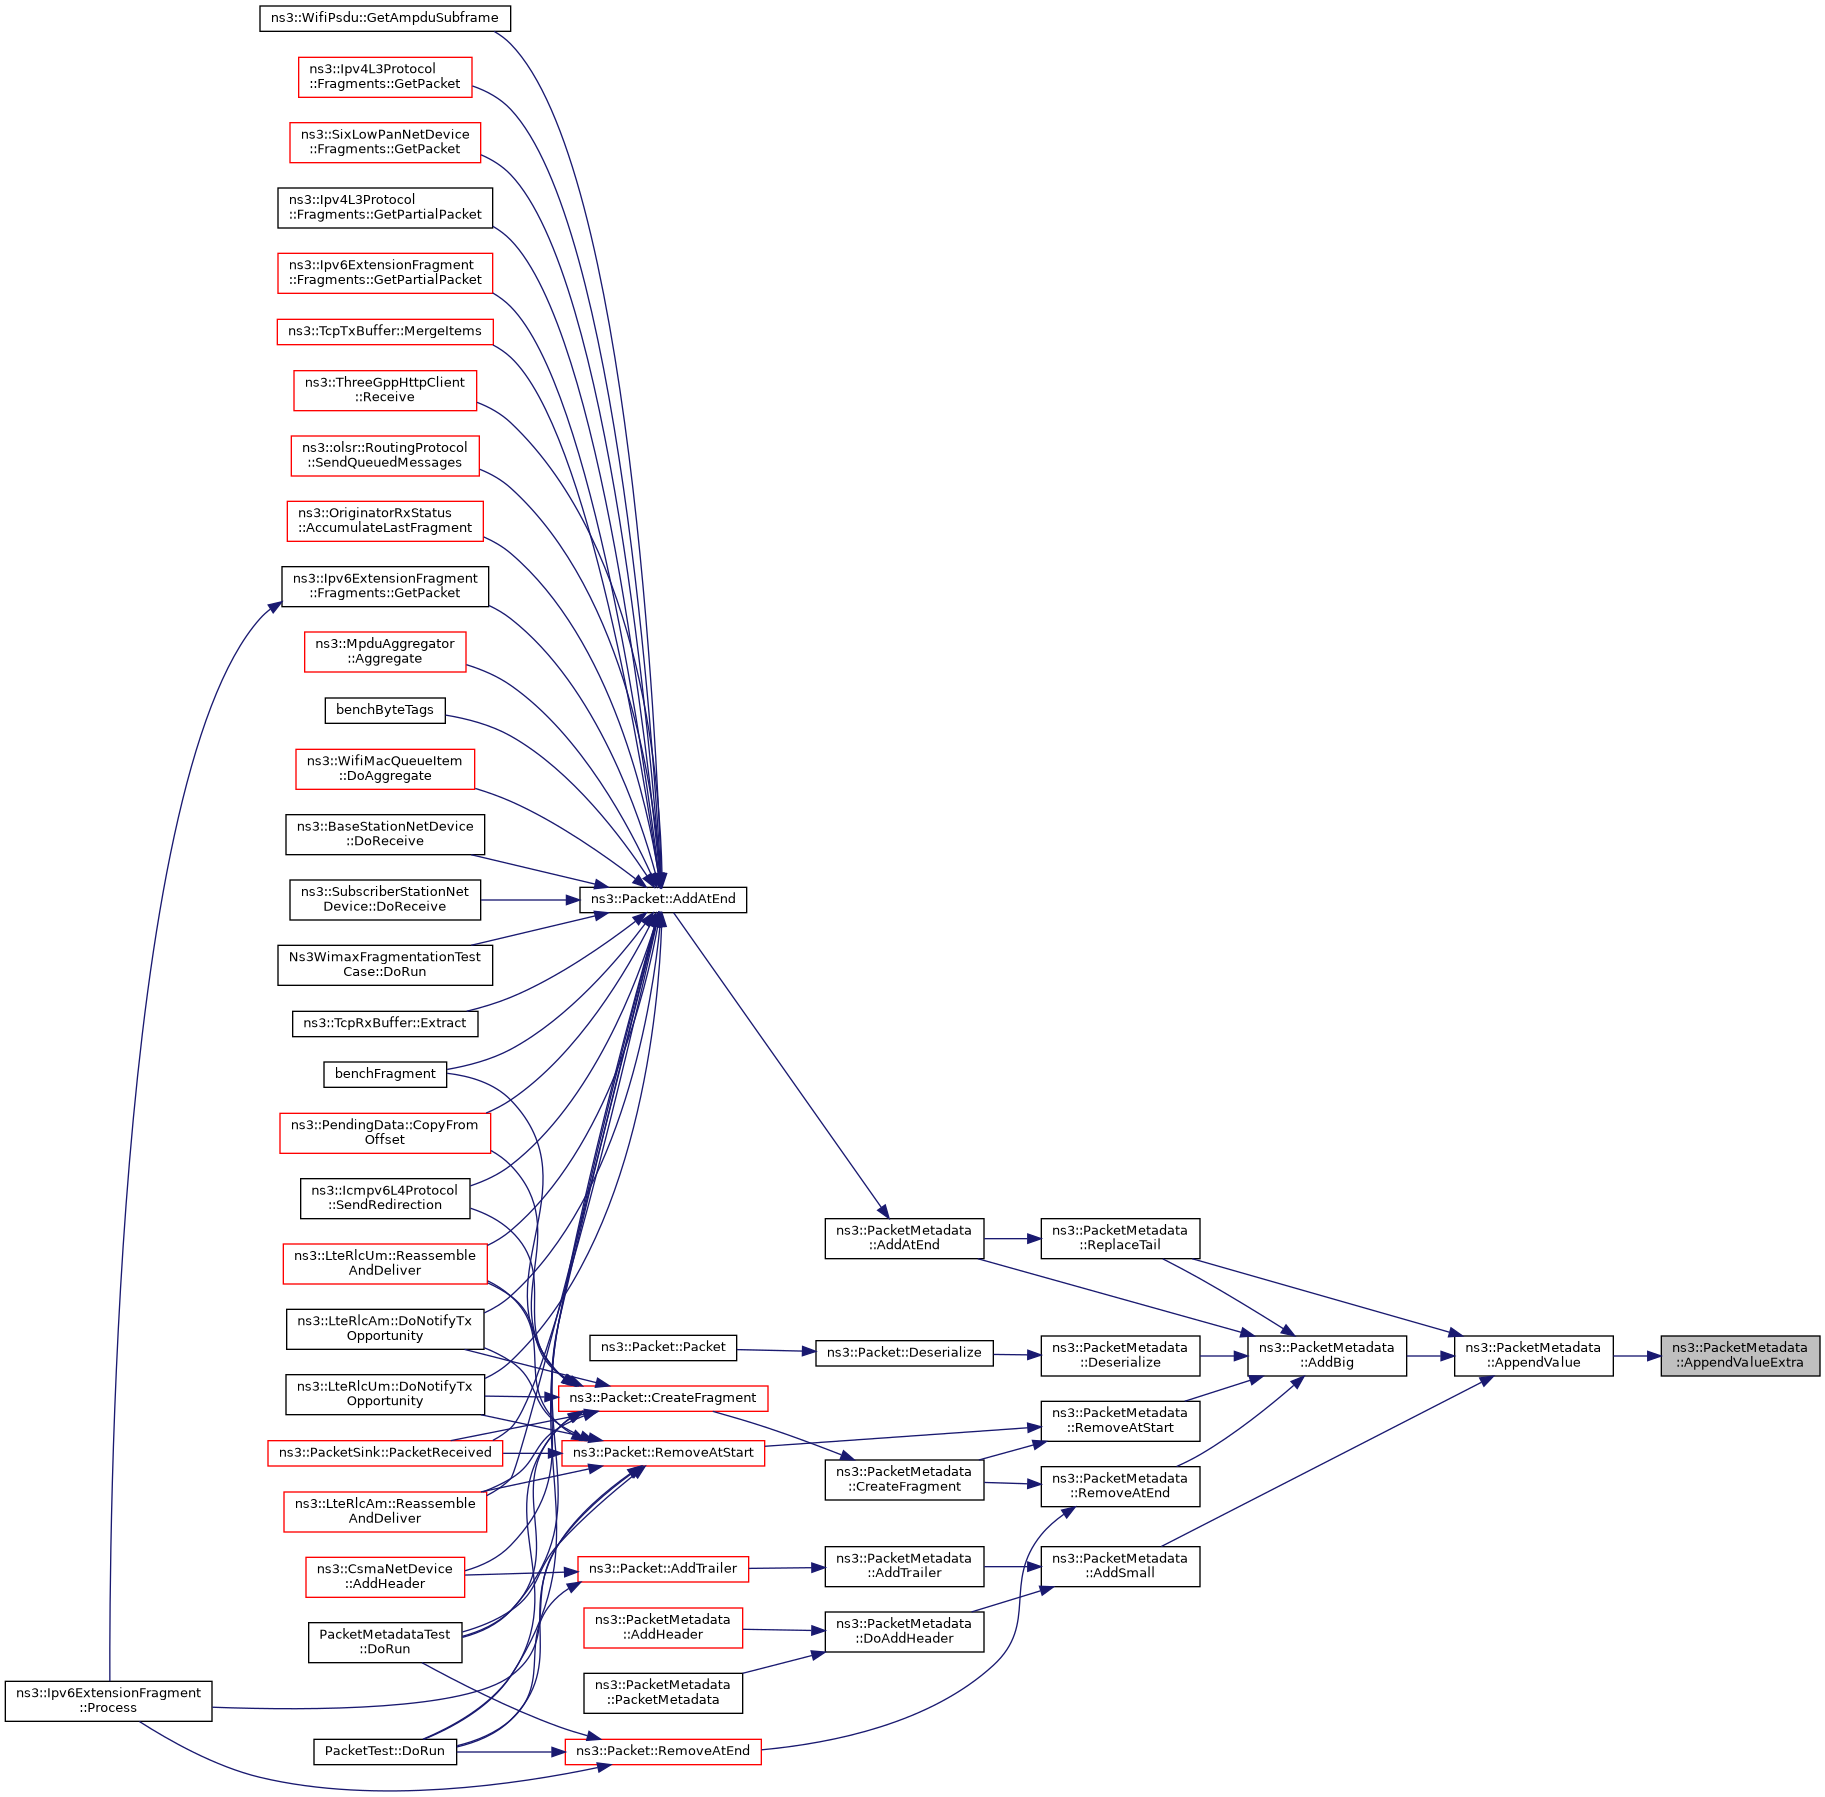 ns3::WifiPsdu::GetAmpduSubframe
ns3::Ipv4L3Protocol
::Fragments::GetPacket
ns3::SixLowPanNetDevice
::Fragments::GetPacket
ns3::Ipv4L3Protocol
::Fragments::GetPartialPacket
ns3::Ipv6ExtensionFragment
::Fragments::GetPartialPacket
ns3::TcpTxBuffer::MergeItems
ns3::ThreeGppHttpClient
::Receive
ns3::olsr::RoutingProtocol
::SendQueuedMessages
ns3::OriginatorRxStatus
::AccumulateLastFragment
ns3::Ipv6ExtensionFragment
::Fragments::GetPacket
ns3::MpduAggregator
::Aggregate
benchByteTags
ns3::WifiMacQueueItem
::DoAggregate
ns3::BaseStationNetDevice
::DoReceive
ns3::SubscriberStationNet
Device::DoReceive
ns3::Packet::AddAtEnd
Ns3WimaxFragmentationTest
Case::DoRun
ns3::TcpRxBuffer::Extract
benchFragment
ns3::PendingData::CopyFrom
Offset
ns3::Icmpv6L4Protocol
::SendRedirection
ns3::LteRlcUm::Reassemble
AndDeliver
ns3::LteRlcAm::DoNotifyTx
Opportunity
ns3::LteRlcUm::DoNotifyTx
Opportunity
ns3::PacketSink::PacketReceived
ns3::LteRlcAm::Reassemble
AndDeliver
ns3::CsmaNetDevice
::AddHeader
PacketMetadataTest
::DoRun
ns3::Ipv6ExtensionFragment
::Process
PacketTest::DoRun
ns3::Packet::Packet
ns3::Packet::CreateFragment
ns3::Packet::RemoveAtStart
ns3::Packet::AddTrailer
ns3::PacketMetadata
::AddHeader
ns3::PacketMetadata
::PacketMetadata
ns3::Packet::RemoveAtEnd
ns3::PacketMetadata
::AddAtEnd
ns3::Packet::Deserialize
ns3::PacketMetadata
::CreateFragment
ns3::PacketMetadata
::AddTrailer
ns3::PacketMetadata
::DoAddHeader
ns3::PacketMetadata
::ReplaceTail
ns3::PacketMetadata
::Deserialize
ns3::PacketMetadata
::RemoveAtStart
ns3::PacketMetadata
::RemoveAtEnd
ns3::PacketMetadata
::AddSmall
ns3::PacketMetadata
::AddBig
ns3::PacketMetadata
::AppendValue
ns3::PacketMetadata
::AppendValueExtra